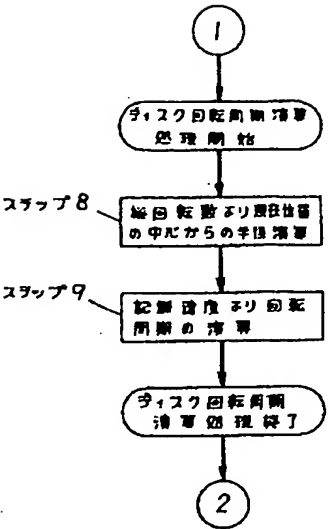 1
ディスク回転周期演算
処理開始
ステップ8
総回転数より現在位置
の中心からの半径演算
ステップ9
記録密度より回転
周期の演算
ディスク回転周期
演算処理終了
2